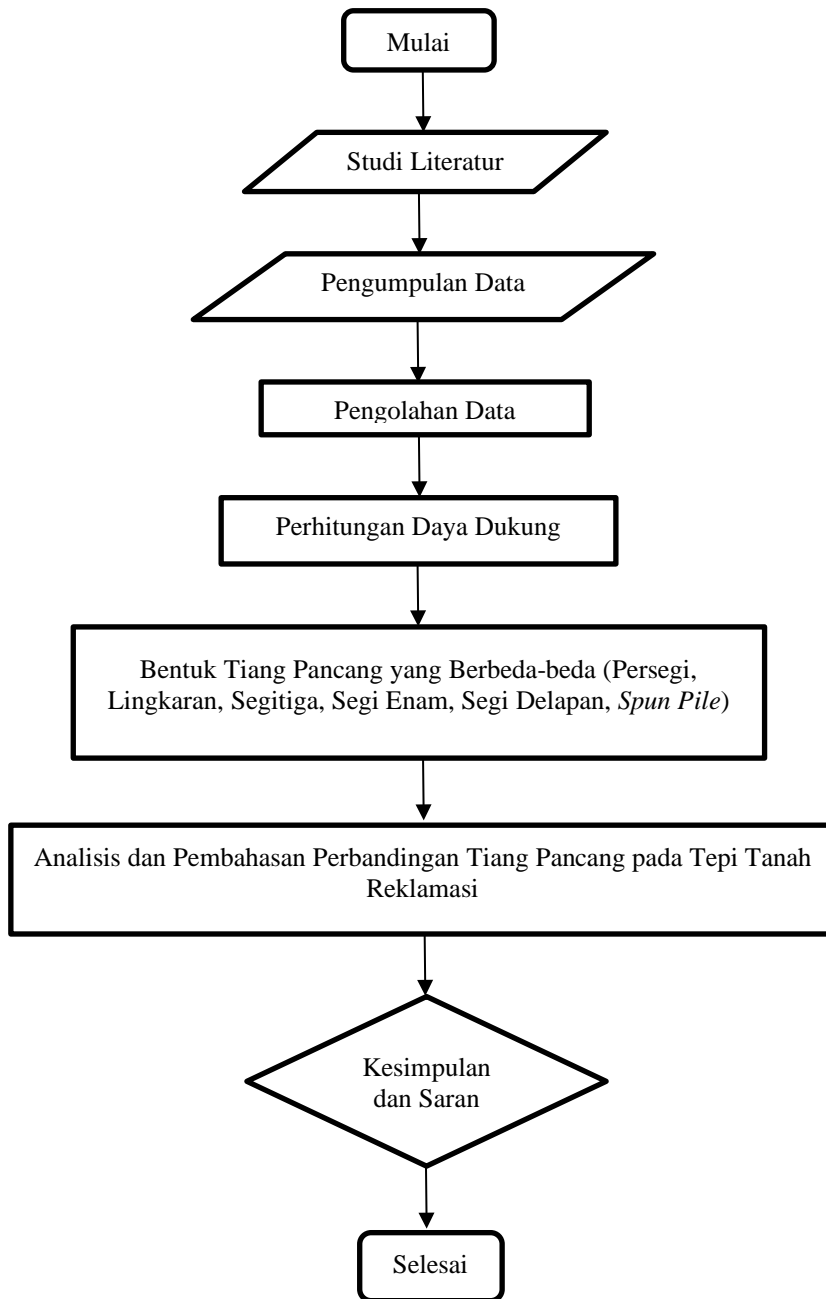 Mulai
Studi Literatur
Pengumpulan Data
Pengolahan Data
Perhitungan Daya Dukung
Bentuk Tiang Pancang yang Berbeda-beda (Persegi,
Lingkaran, Segitiga, Segi Enam, Segi Delapan, Spun Pile)
Analisis dan Pembahasan Perbandingan Tiang Pancang pada Tepi Tanah
Reklamasi
Kesimpulan
dan Saran
Selesai